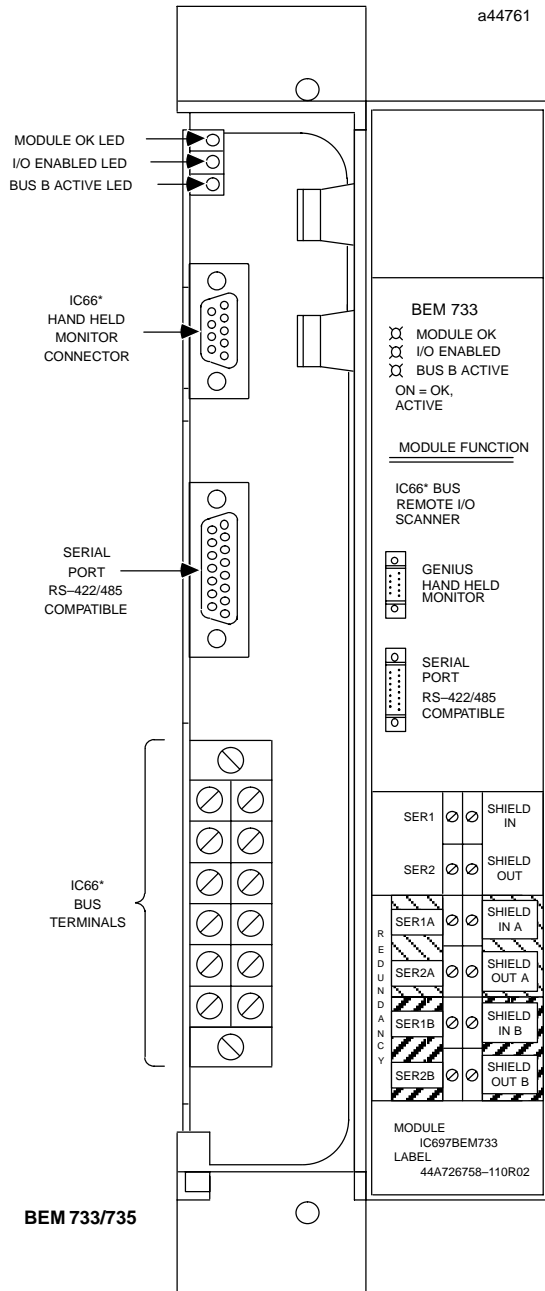 a44761
MODULE OK LED
I/O ENABLED LED
BUS B ACTIVE LED
IC66*
HAND HELD
MONITOR
CONNECTOR
SERIAL
PORT
RS–422/485
COMPATIBLE
IC66*
BUS
TERMINALS
BEM 733/735
BEM 733
MODULE OK
I/O ENABLED
BUS B ACTIVE
ON = OK,
ACTIVE
MODULE FUNCTION
IC66* BUS
REMOTE I/O
SCANNER
GENIUS
HAND HELD
MONITOR
SERIAL
PORT
RS–422/485
COMPATIBLE
SER1 SHIELD
IN
SER2 SHIELD
OUT
REDUNDANCY
SER1A SHIELD
IN A
SER2A SHIELD
OUT A
SER1B SHIELD
IN B
SER2B SHIELD
OUT B
MODULE
IC697BEM733
LABEL
44A726758–110R02